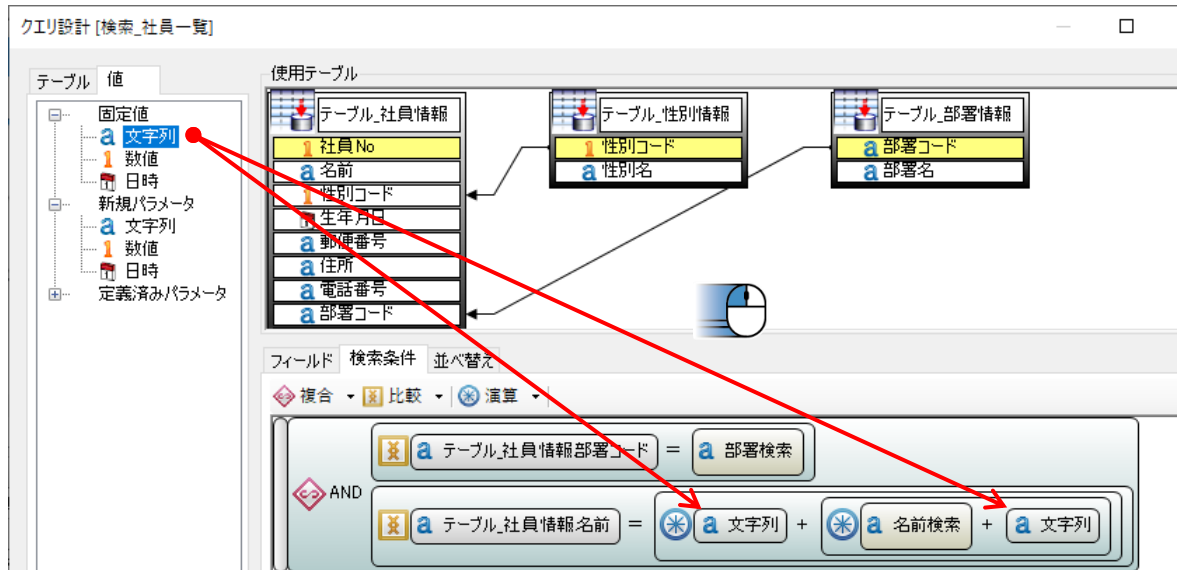 クエリ設計 [検索_社員一覧]
テーブル 値
固定値
a 文字列
1 数値
日時
新規パラメータ
a 文字列
1 数値
日時
定義済みパラメータ
使用テーブル
テーブル_社員情報
1 社員No
a 名前
1 性別コード
生年月日
a 郵便番号
a 住所
a 電話番号
a 部署コード
テーブル_性別情報
1 性別コード
a 性別名
テーブル_部署情報
a 部署コード
a 部署名
フィールド 検索条件 並べ替え
複合 比較 演算
AND
a テーブル_社員情報.部署コード = a 部署検索
a テーブル_社員情報.名前 = a 文字列 + a 名前検索 + a 文字列